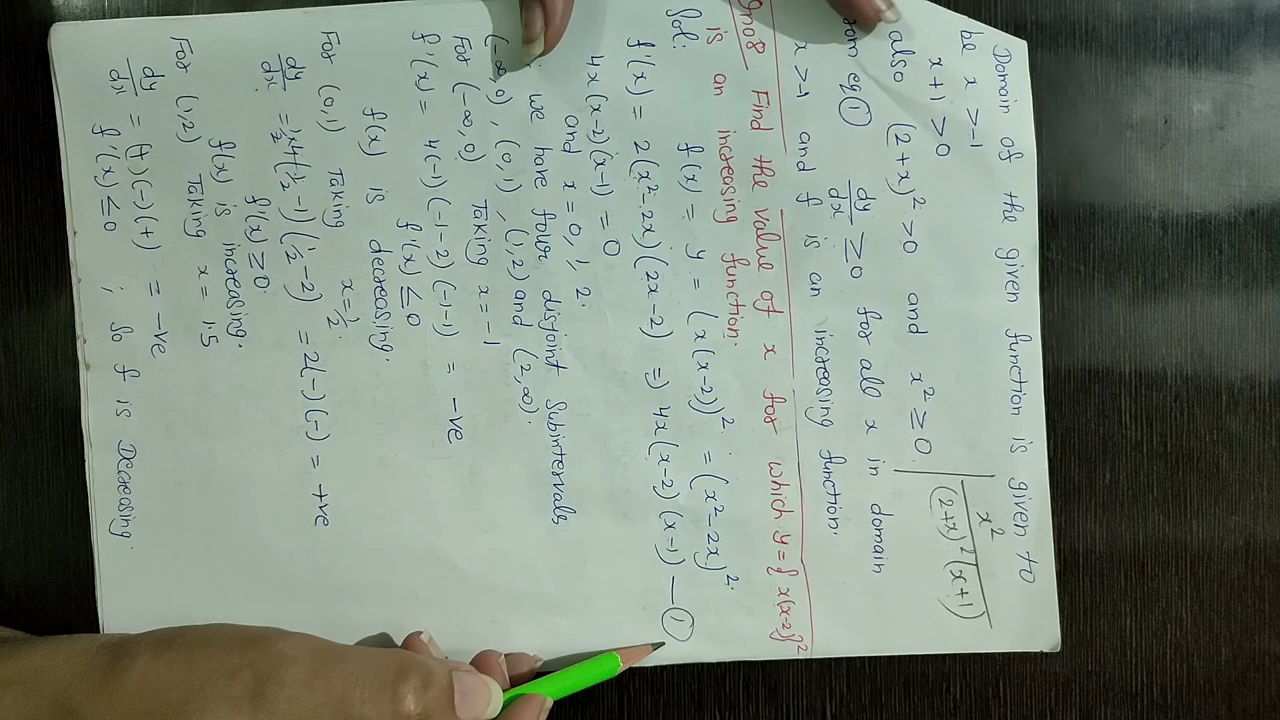 Domain of the given function is given to
be x > -1
x+1 > 0
also (2+x)² > 0 and x² ≥ 0. | x² / (2+x)²(x+1)
eq ① dy/dx ≥ 0 for all x in domain
x > -1 and f is an increasing function.
Qno8 Find the value of x for which y = {x(x-2)}²
is an increasing function:
Sol: f(x) = y = (x(x-2))² = (x²-2x)².
f'(x) = 2(x²-2x)(2x-2) => 4x(x-2)(x-1) — ①
4x(x-2)(x-1) = 0
and x = 0, 1, 2.
we have four disjoint Subintervals
(-∞,0), (0,1), (1,2) and (2,∞).
For (-∞,0) Taking x = -1
f'(x) = 4(-1)(-1-2)(-1-1) = -ve
f'(x) ≤ 0
f(x) is decreasing.
For (0,1) Taking x = ½.
dy/dx = ½×4(½-1)(½-2) = 2(-)(-) = +ve
f'(x) ≥ 0
f(x) is increasing.
For (1,2) Taking x = 1.5
dy/dx = (+)(-)(+) = -ve
f'(x) ≤ 0 ; So f is Decreasing.